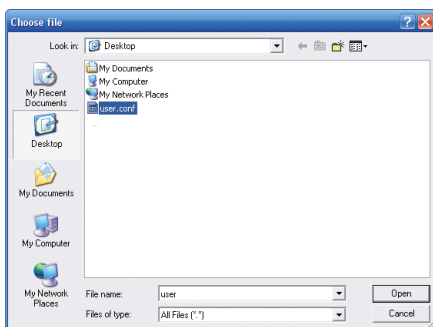 Choose file
Look in:
Desktop
My Recent
Documents
Desktop
My Documents
My Computer
My Network
Places
My Documents
My Computer
My Network Places
user.conf
File name:
user
Open
Files of type:
All Files (*.*)
Cancel